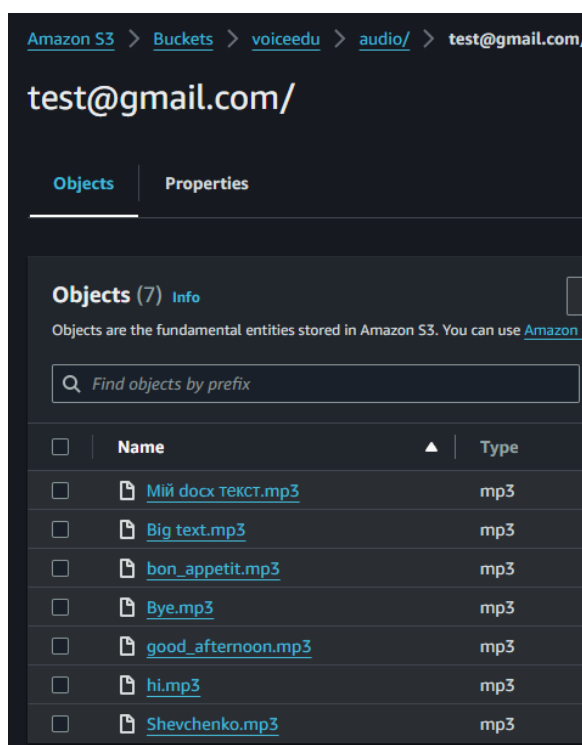 Amazon S3 > Buckets > voiceedu > audio/ > test@gmail.com/
test@gmail.com/
Objects Properties
Objects (7) Info
Objects are the fundamental entities stored in Amazon S3. You can use Amazon
Find objects by prefix
Name Type
Мій docx текст.mp3 mp3
Big text.mp3 mp3
bon_appetit.mp3 mp3
Bye.mp3 mp3
good_afternoon.mp3 mp3
hi.mp3 mp3
Shevchenko.mp3 mp3